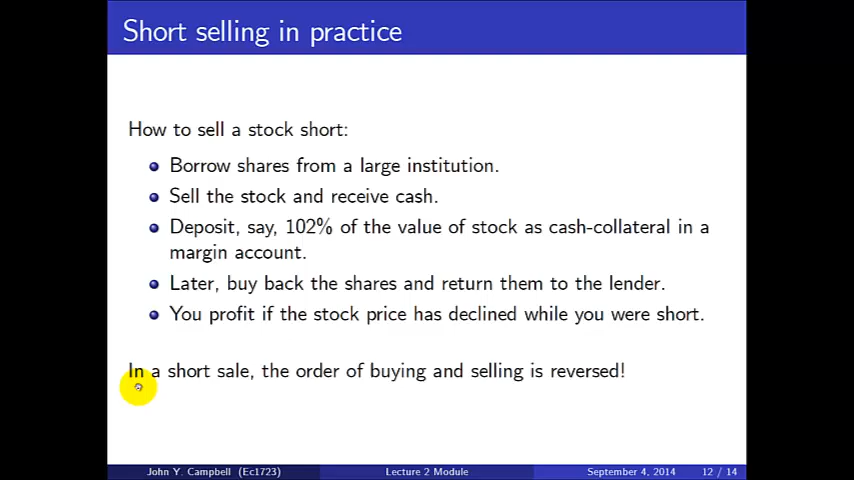 Short selling in practice
How to sell a stock short:
Borrow shares from a large institution.
Sell the stock and receive cash.
Deposit, say, 102% of the value of stock as cash-collateral in a
margin account.
Later, buy back the shares and return them to the lender.
You profit if the stock price has declined while you were short.
In a short sale, the order of buying and selling is reversed!
John Y. Campbell (Ec1723) Lecture 2 Module September 4, 2014 12 / 14